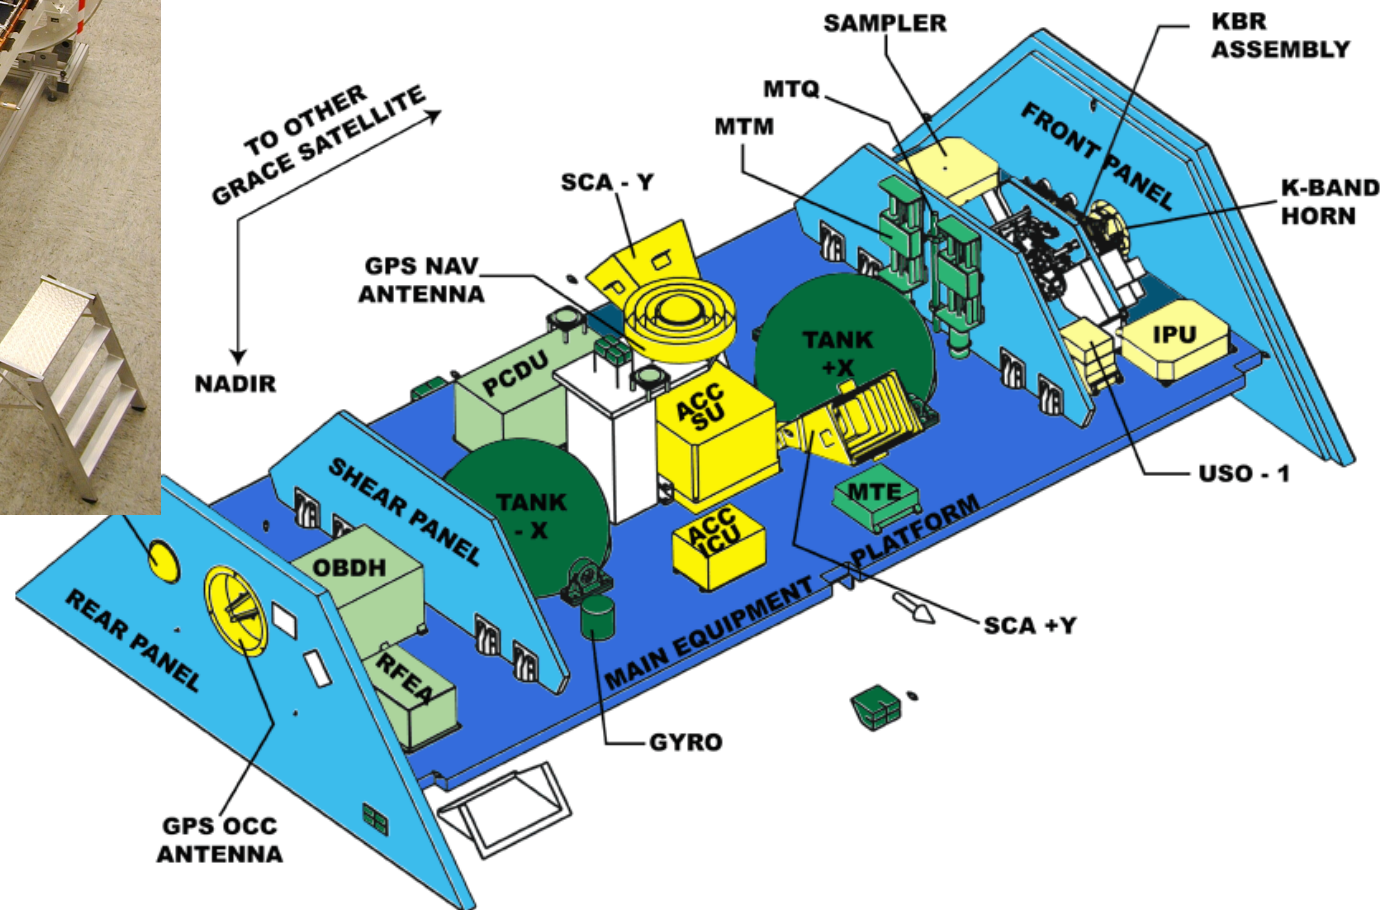 SAMPLER
KBR
ASSEMBLY
MTQ
MTM
TO OTHER
GRACE SATELLITE
FRONT PANEL
SCA - Y
K-BAND
HORN
GPS NAV
ANTENNA
NADIR
TANK
+X
IPU
PCDU
ACC
SU
USO - 1
SHEAR PANEL
TANK
- X
MTE
ACC
ICU
PLATFORM
OBDH
MAIN EQUIPMENT
SCA +Y
REAR PANEL
RFEA
GYRO
GPS OCC
ANTENNA